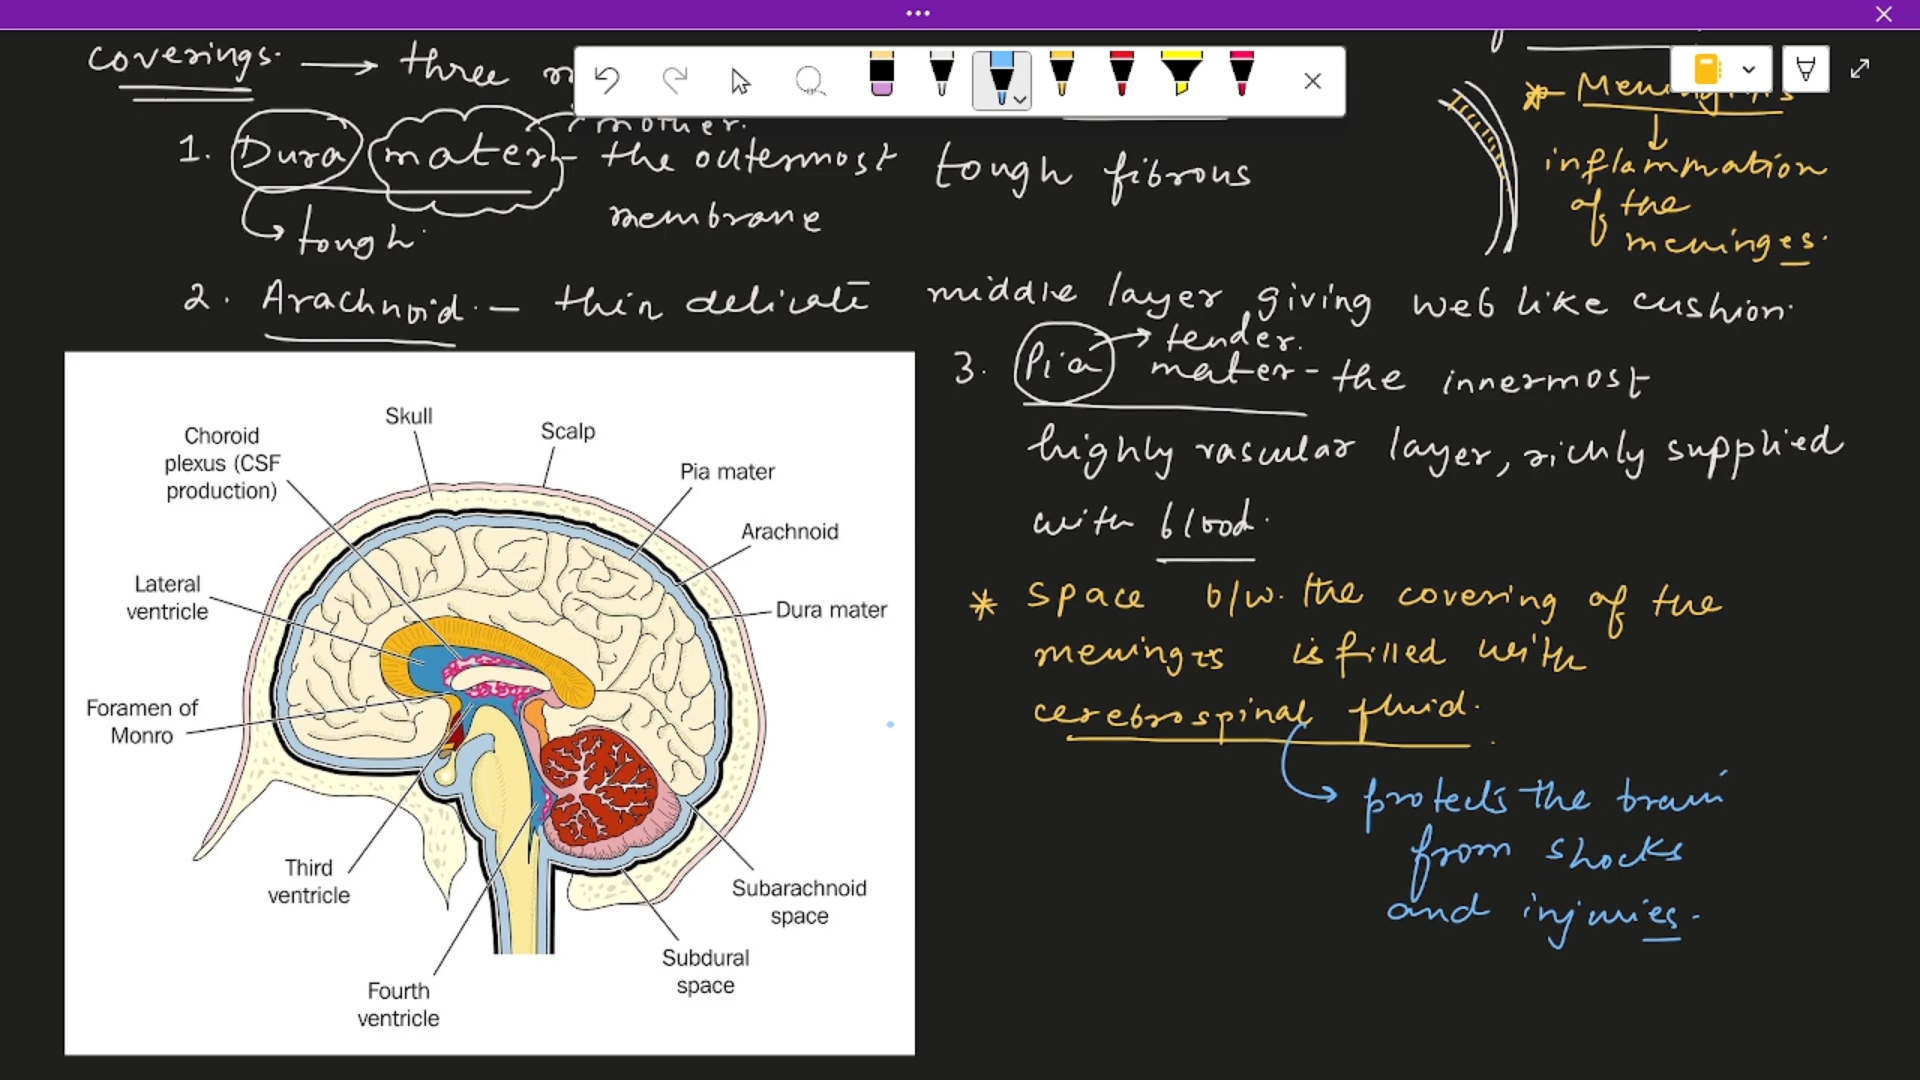 coverings. → three
mother.
1. Dura mater - the outermost tough fibrous
membrane
tough.
* Meningitis
inflammation
of the
meninges.
2. Arachnoid. - thin delicate middle layer giving web like cushion.
tender.
3. Pia mater - the innermost
highly vascular layer, richly supplied
with blood.
* space b/w. the covering of the
meninges is filled with
cerebrospinal fluid.
protects the brain
from shocks
and injuries.
Skull
Scalp
Choroid
plexus (CSF
production)
Pia mater
Arachnoid
Lateral
ventricle
Dura mater
Foramen of
Monro
Third
ventricle
Subarachnoid
space
Subdural
space
Fourth
ventricle